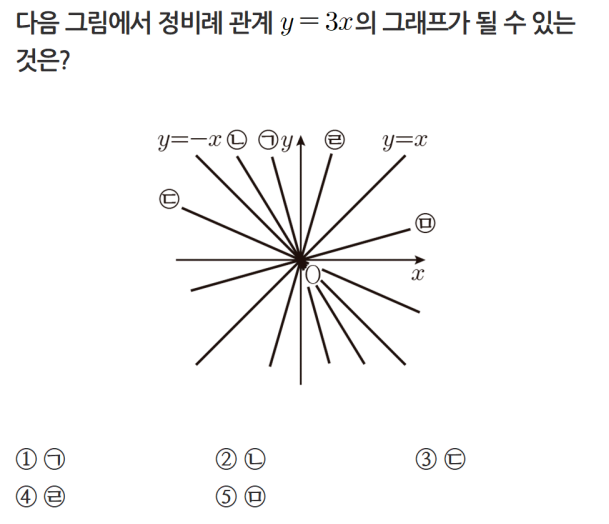 다음 그림에서 정비례 관계 y=3x의 그래프가 될 수 있는
것은?
y=-x ㉡ ㉠ y ㉣ y=x
㉢
㉤
O
x
① ㉠ ② ㉡ ③ ㉢
④ ㉣ ⑤ ㉤